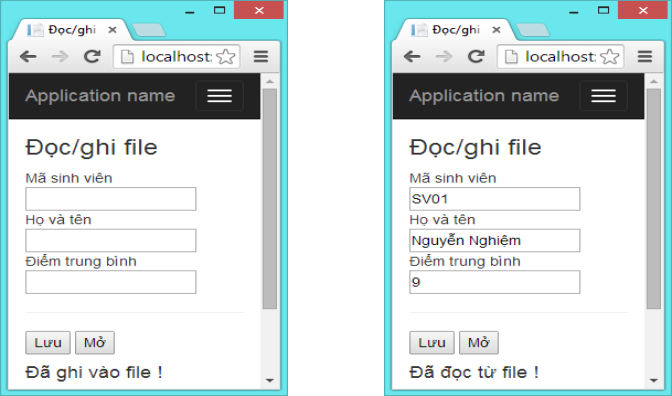 Đọc/ghi
localhost:
Application name
Đọc/ghi file
Mã sinh viên
Họ và tên
Điểm trung bình
Lưu Mở
Đã ghi vào file !
Đọc/ghi
localhost:
Application name
Đọc/ghi file
Mã sinh viên
SV01
Họ và tên
Nguyễn Nghiệm
Điểm trung bình
9
Lưu Mở
Đã đọc từ file !